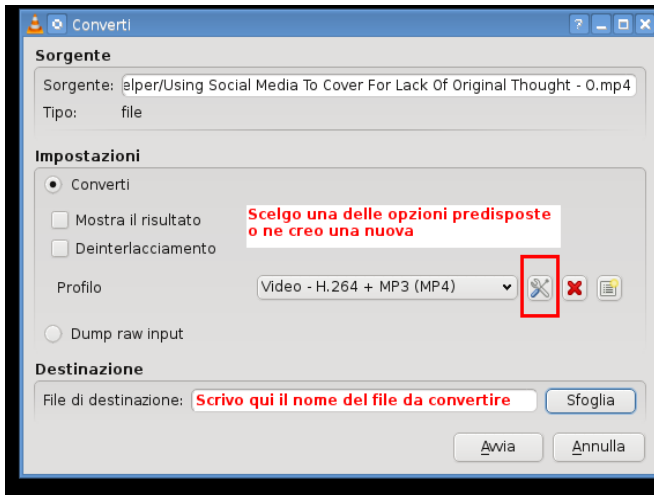 Converti
Sorgente
Sorgente: elper/Using Social Media To Cover For Lack Of Original Thought - O.mp4
Tipo: file
Impostazioni
Converti
Mostra il risultato
Scelgo una delle opzioni predisposte
o ne creo una nuova
Deinterlacciamento
Profilo Video - H.264 + MP3 (MP4)
Dump raw input
Destinazione
File di destinazione: Scrivo qui il nome del file da convertire Sfoglia
Avvia Annulla